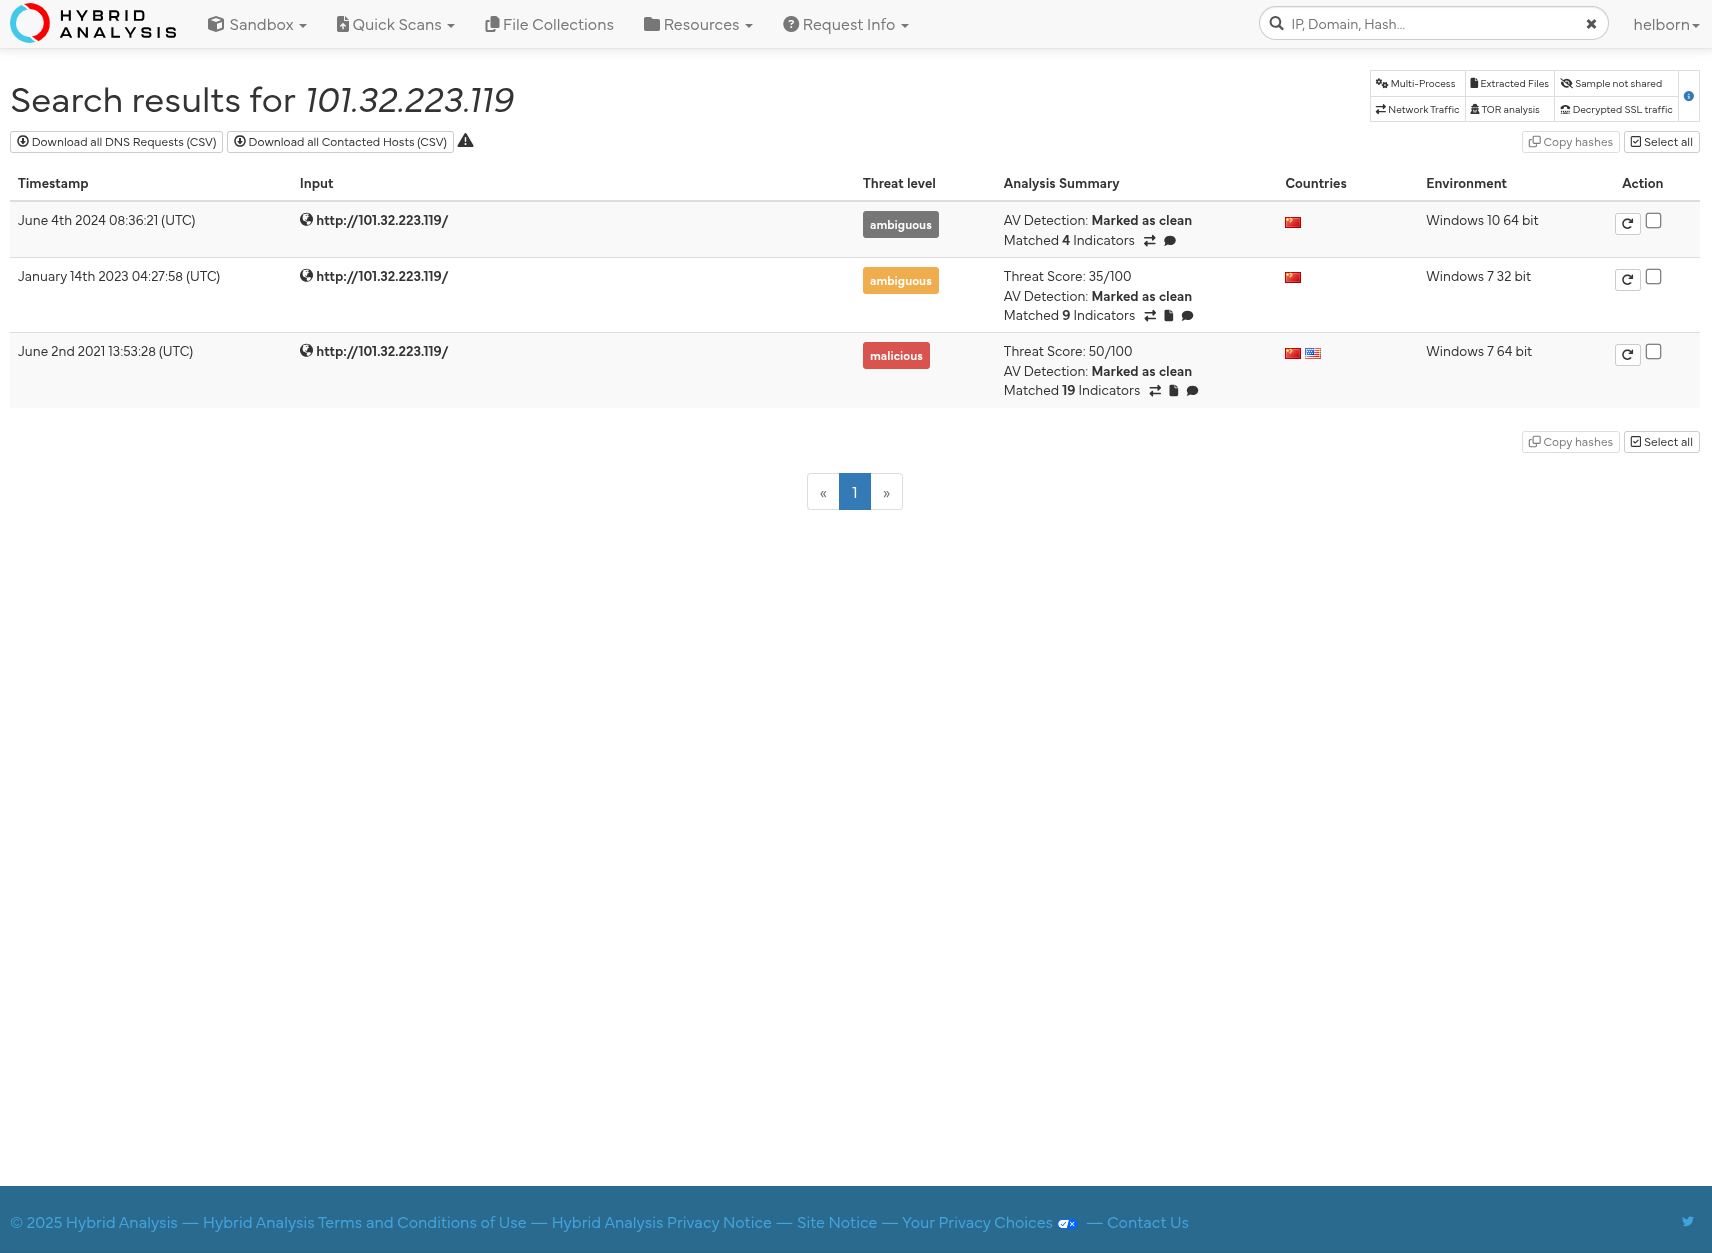 HYBRID ANALYSIS
Sandbox
Quick Scans
File Collections
Resources
Request Info
IP, Domain, Hash...
helborn
Search results for 101.32.223.119
Multi-Process
Extracted Files
Sample not shared
Network Traffic
TOR analysis
Decrypted SSL traffic
Download all DNS Requests (CSV)
Download all Contacted Hosts (CSV)
Copy hashes
Select all
Timestamp Input Threat level Analysis Summary Countries Environment Action
June 4th 2024 08:36:21 (UTC) http://101.32.223.119/ ambiguous AV Detection: Marked as clean Windows 10 64 bit
Matched 4 Indicators
January 14th 2023 04:27:58 (UTC) http://101.32.223.119/ ambiguous Threat Score: 35/100 Windows 7 32 bit
AV Detection: Marked as clean
Matched 9 Indicators
June 2nd 2021 13:53:28 (UTC) http://101.32.223.119/ malicious Threat Score: 50/100 Windows 7 64 bit
AV Detection: Marked as clean
Matched 19 Indicators
Copy hashes
Select all
« 1 »
© 2025 Hybrid Analysis — Hybrid Analysis Terms and Conditions of Use — Hybrid Analysis Privacy Notice — Site Notice — Your Privacy Choices — Contact Us